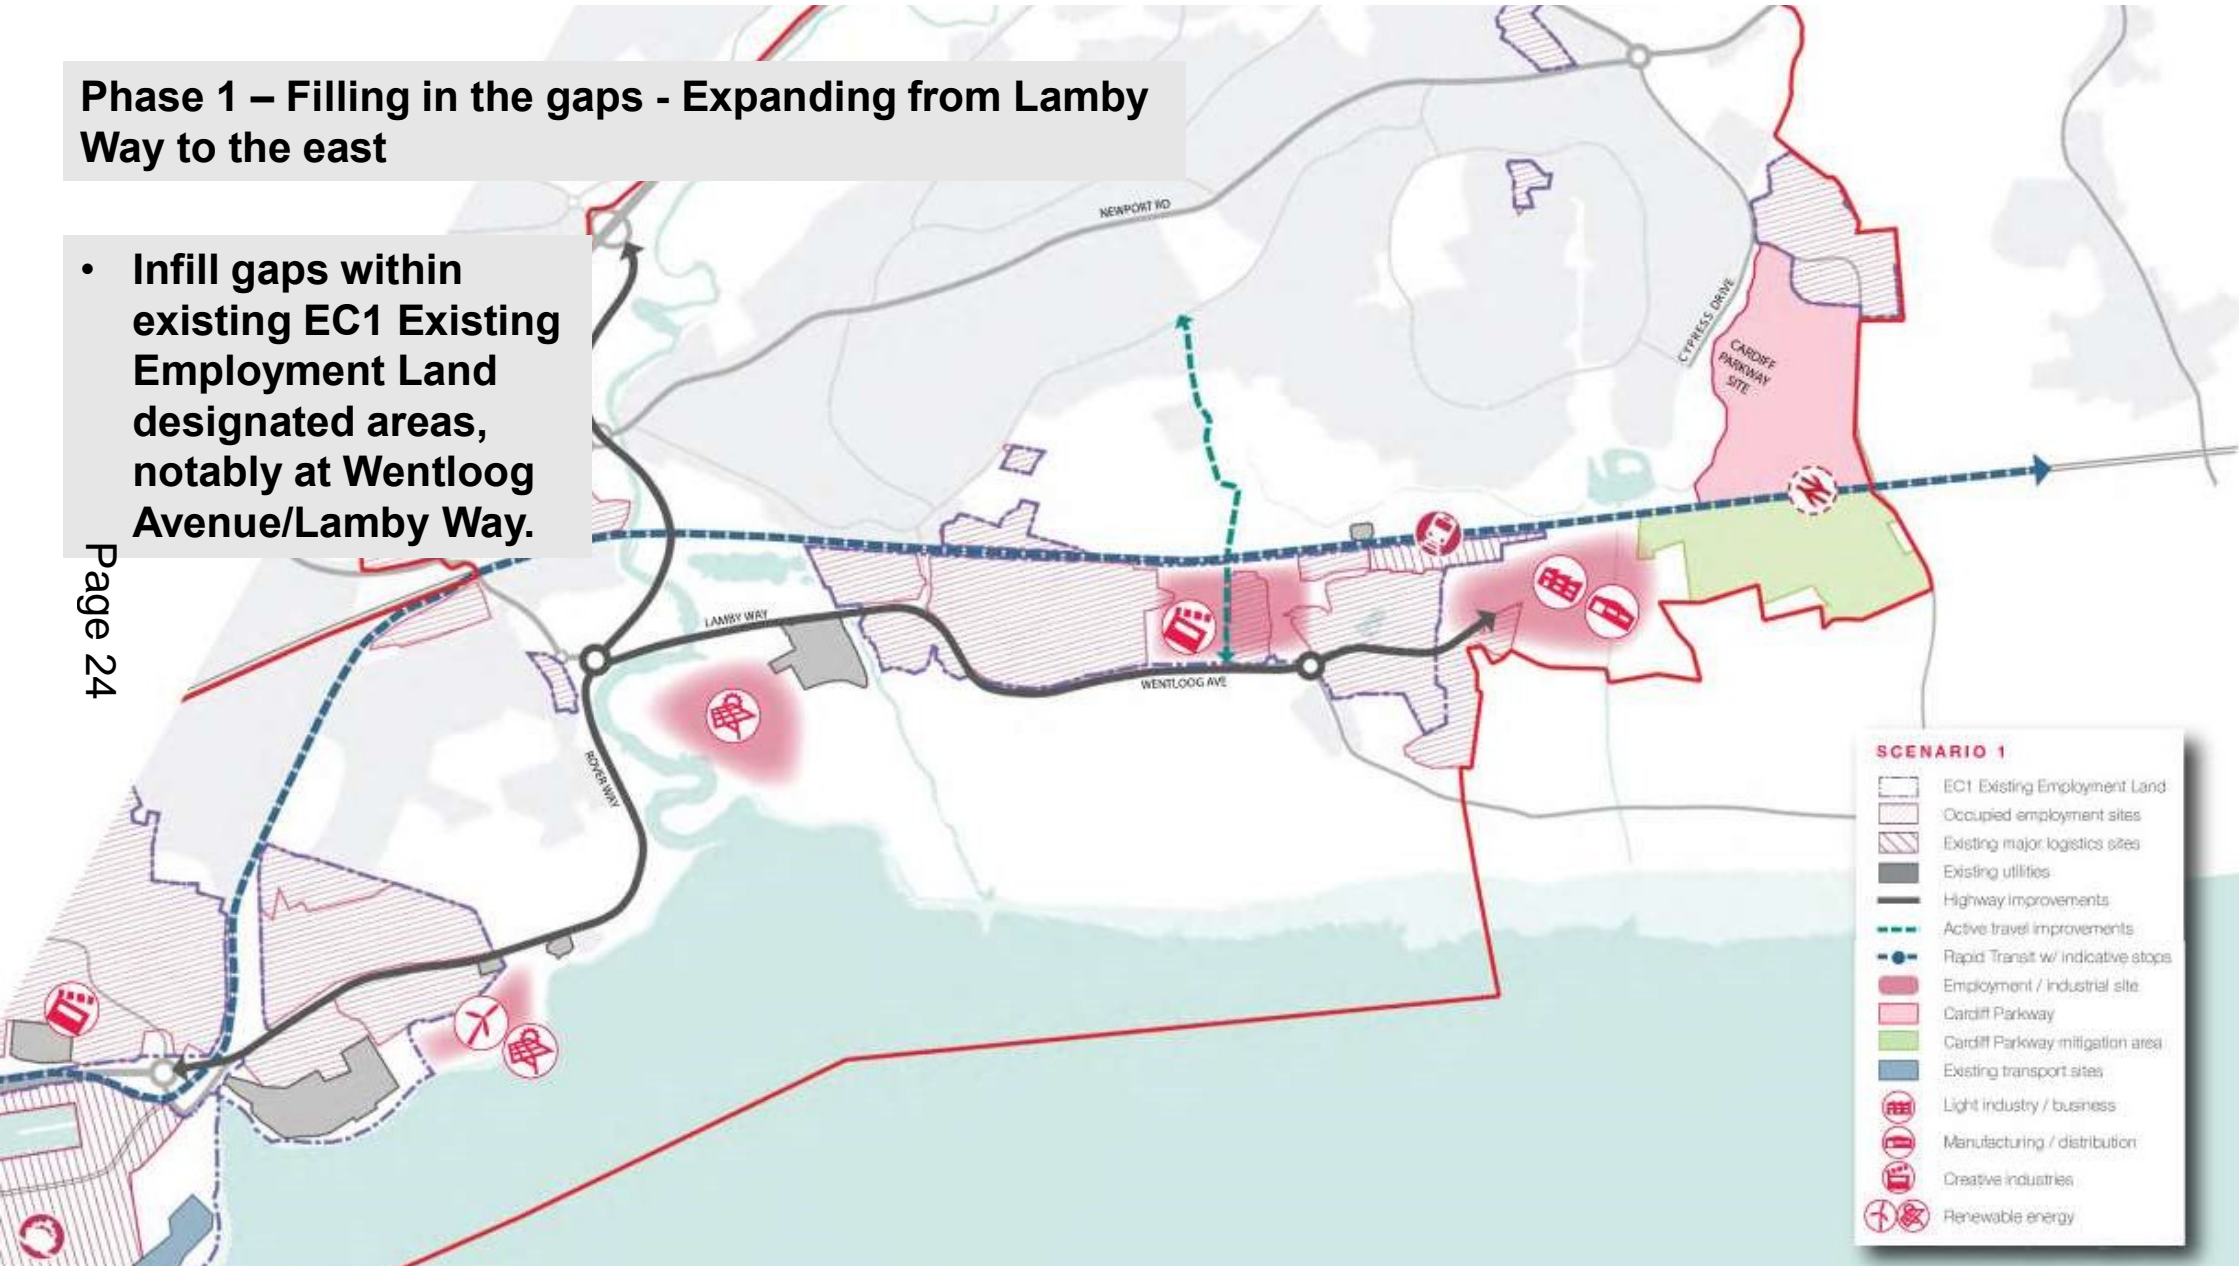 Phase 1 – Filling in the gaps - Expanding from Lamby
Way to the east
• Infill gaps within
existing EC1 Existing
Employment Land
designated areas,
notably at Wentloog
Avenue/Lamby Way.
Page 24
NEWPORT RD
CYPRESS DRIVE
CARDIFF
PARKWAY
SITE
LAMBY WAY
WENTLOOG AVE
ROVER WAY
SCENARIO 1
EC1 Existing Employment Land
Occupied employment sites
Existing major logistics sites
Existing utilities
Highway improvements
Active travel improvements
Rapid Transit w/ indicative stops
Employment / industrial site
Cardiff Parkway
Cardiff Parkway mitigation area
Existing transport sites
Light industry / business
Manufacturing / distribution
Creative industries
Renewable energy